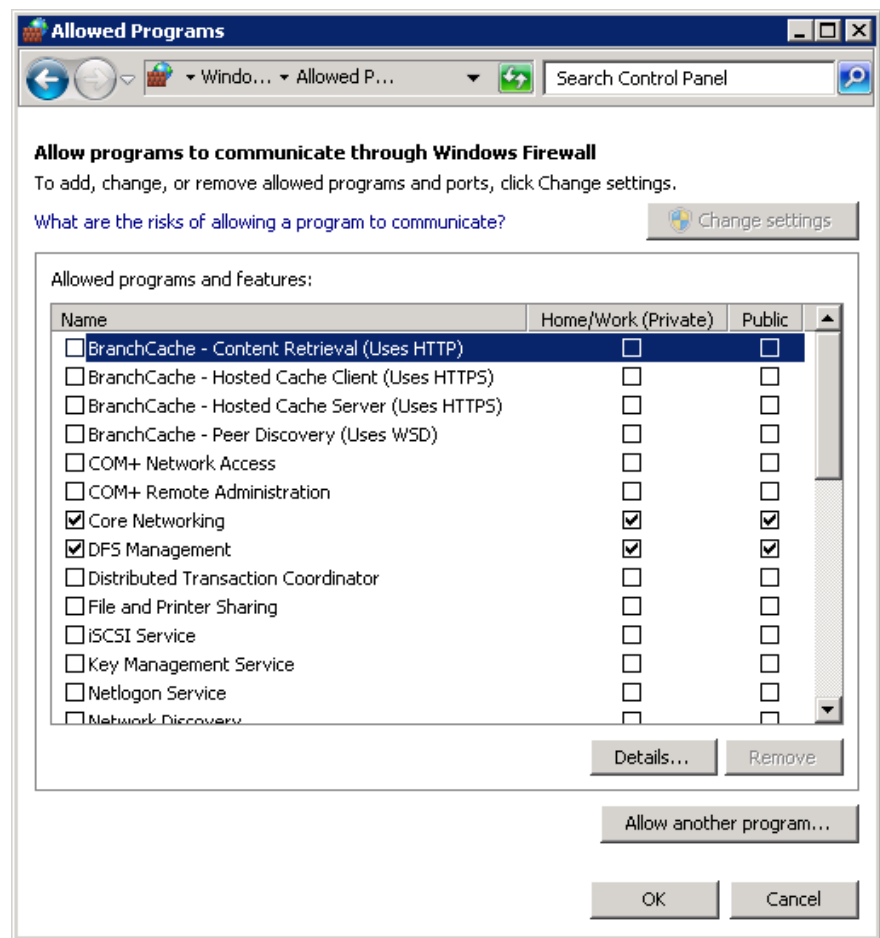 Allowed Programs
Windo... Allowed P... Search Control Panel
Allow programs to communicate through Windows Firewall
To add, change, or remove allowed programs and ports, click Change settings.
What are the risks of allowing a program to communicate? Change settings
Allowed programs and features:
Name Home/Work (Private) Public
BranchCache - Content Retrieval (Uses HTTP)
BranchCache - Hosted Cache Client (Uses HTTPS)
BranchCache - Hosted Cache Server (Uses HTTPS)
BranchCache - Peer Discovery (Uses WSD)
COM+ Network Access
COM+ Remote Administration
Core Networking
DFS Management
Distributed Transaction Coordinator
File and Printer Sharing
iSCSI Service
Key Management Service
Netlogon Service
Network Discovery
Details... Remove
Allow another program...
OK Cancel